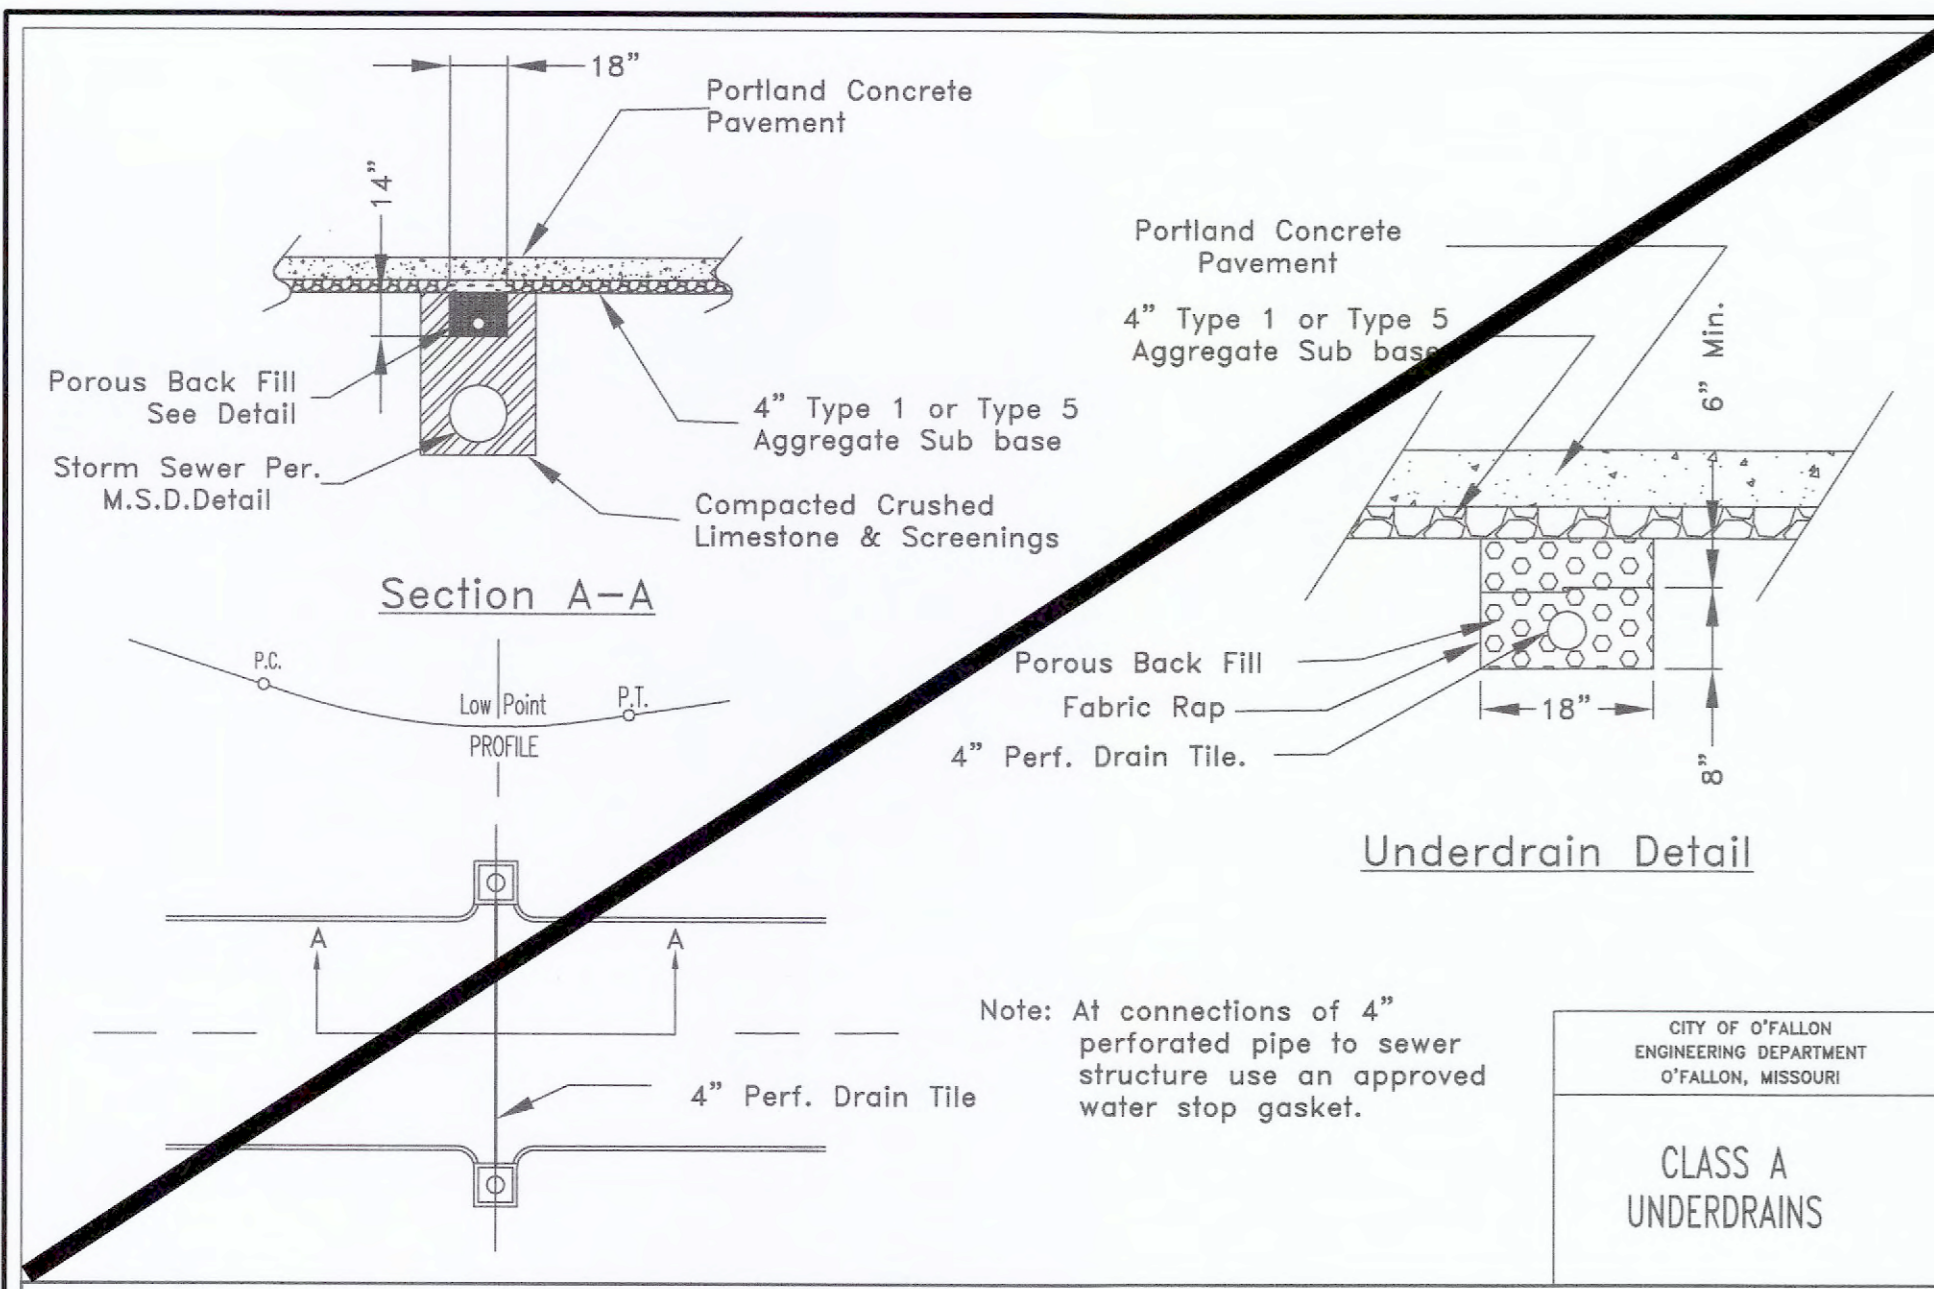 18”
Portland Concrete
Pavement
14”
Porous Back Fill
See Detail
Storm Sewer Per.
M.S.D.Detail
4” Type 1 or Type 5
Aggregate Sub base
Compacted Crushed
Limestone & Screenings
Section A-A
P.C.
Low Point
P.T.
PROFILE
A
A
4” Perf. Drain Tile
Portland Concrete
Pavement
4” Type 1 or Type 5
Aggregate Sub base
6” Min.
Porous Back Fill
Fabric Rap
4” Perf. Drain Tile.
18”
8”
Underdrain Detail
Note: At connections of 4”
perforated pipe to sewer
structure use an approved
water stop gasket.
CITY OF O'FALLON
ENGINEERING DEPARTMENT
O'FALLON, MISSOURI
CLASS A
UNDERDRAINS